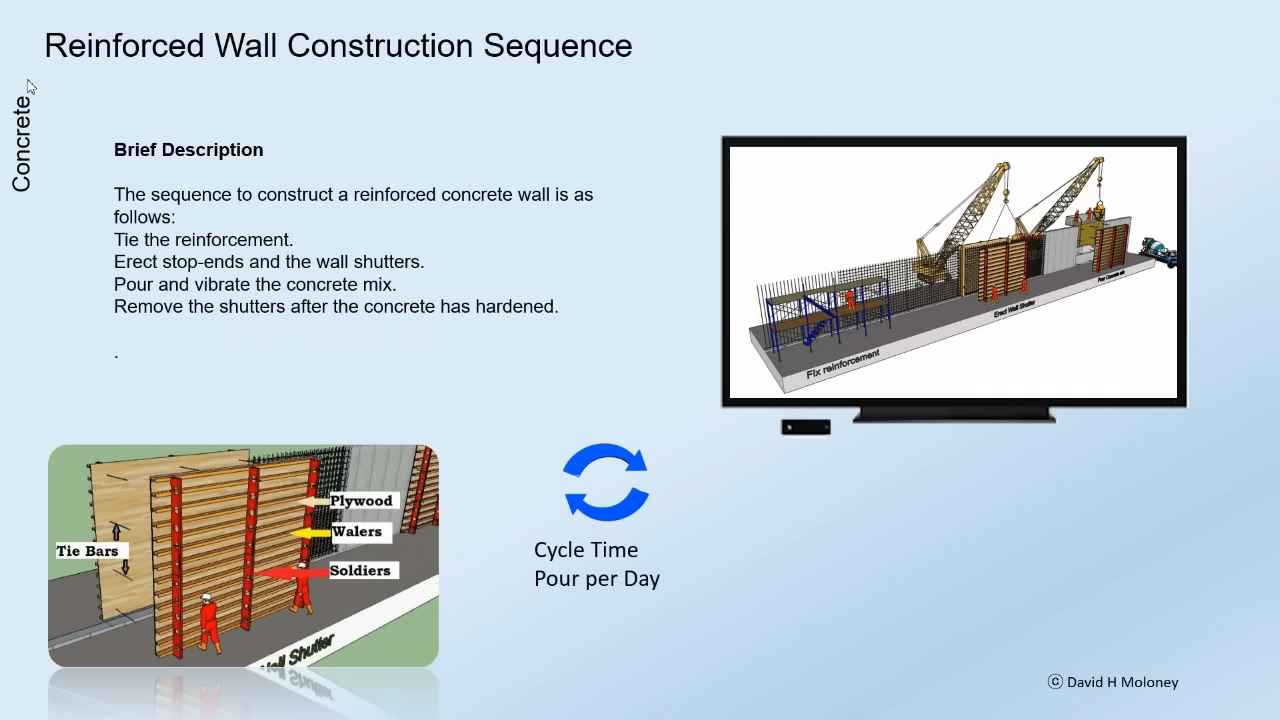 Reinforced Wall Construction Sequence
Concrete
Brief Description
The sequence to construct a reinforced concrete wall is as
follows:
Tie the reinforcement.
Erect stop-ends and the wall shutters.
Pour and vibrate the concrete mix.
Remove the shutters after the concrete has hardened.
.
Fix reinforcement
Erect Wall Shutter
Pour Concrete mix
Plywood
Walers
Tie Bars
Soldiers
Wall Shutter
Cycle Time
Pour per Day
© David H Moloney